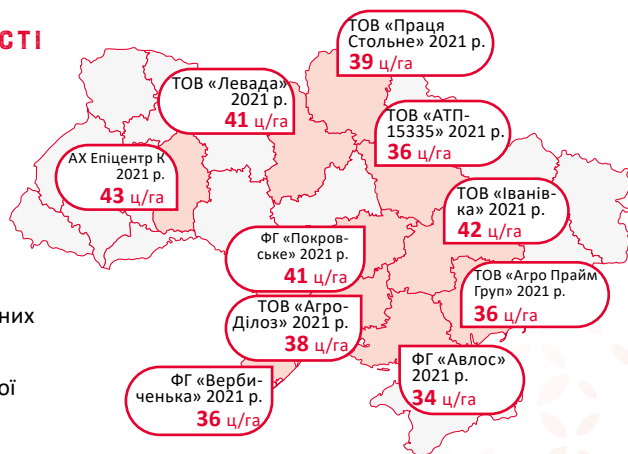 СТІ
ТОВ «Праця
Стольне» 2021 р.
39 ц/га
ТОВ «Левада»
2021 р.
41 ц/га
ТОВ «АТП-
15335» 2021 р.
36 ц/га
АХ Епіцентр К
2021 р.
43 ц/га
ТОВ «Іванів-
ка» 2021 р.
42 ц/га
ФГ «Покров-
ське» 2021 р.
41 ц/га
ТОВ «Агро Прайм
Груп» 2021 р.
36 ц/га
ТОВ «Агро-
Ділоз» 2021 р.
38 ц/га
них
ФГ «Авлос»
2021 р.
34 ц/га
ФГ «Верби-
ченька» 2021 р.
36 ц/га
ої